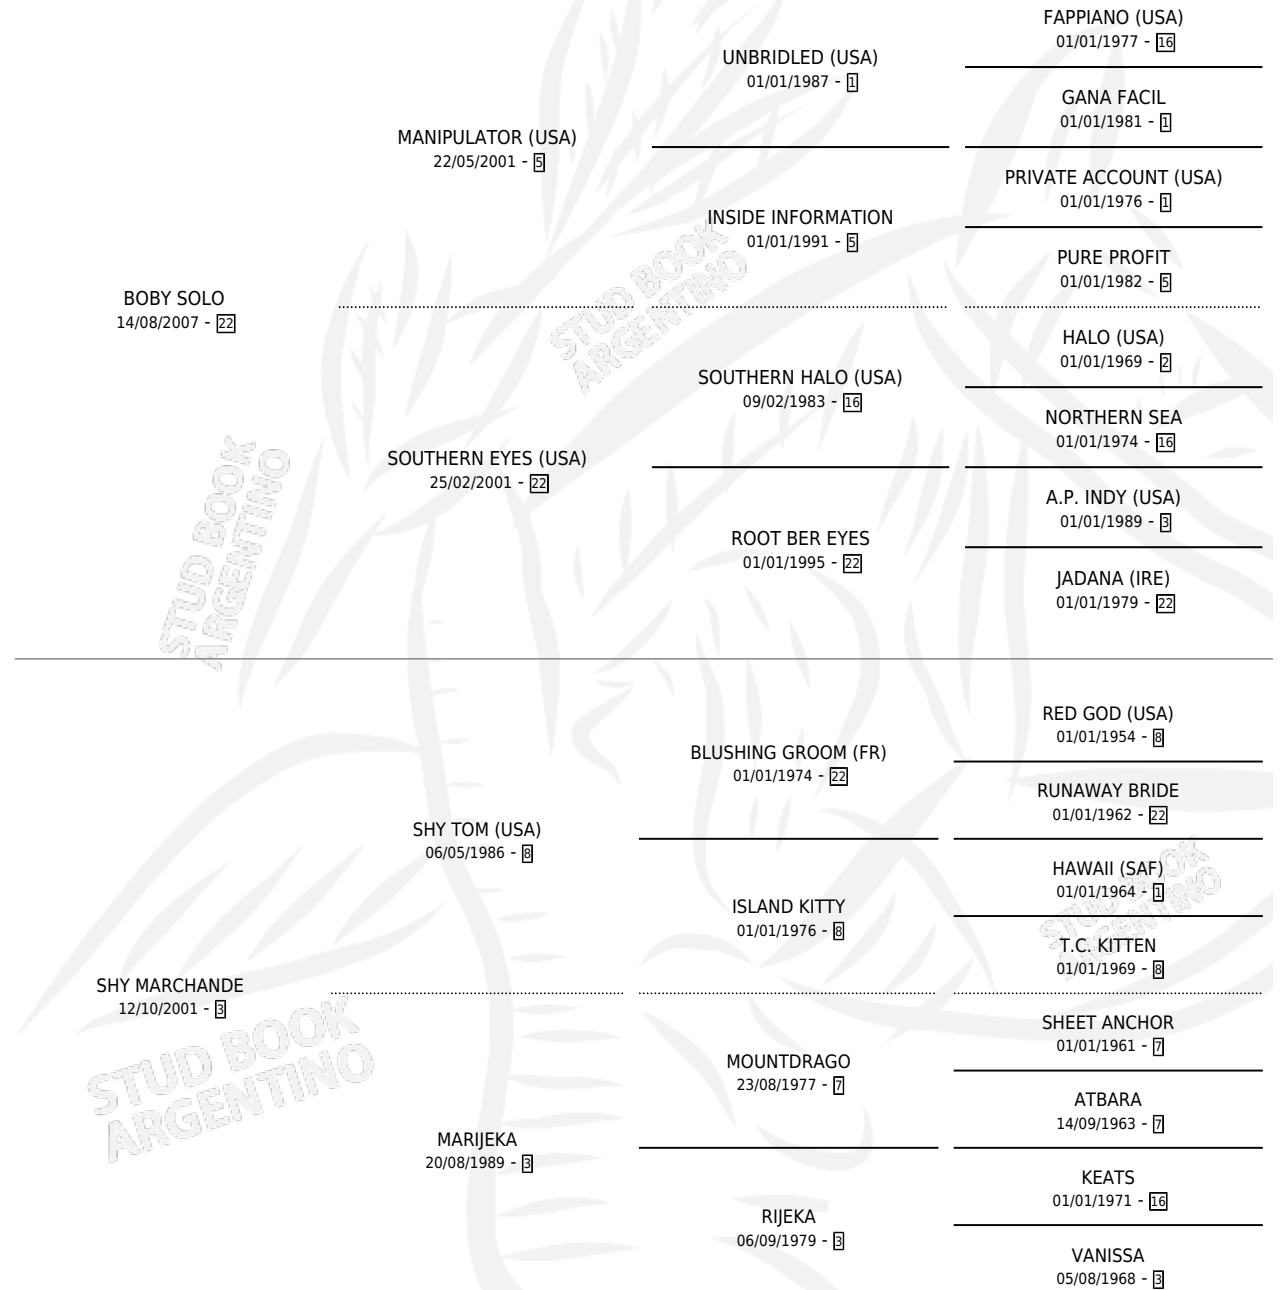 FAPPIANO (USA)
01/01/1977 - 16
UNBRIDLED (USA)
01/01/1987 - 1
GANA FACIL
01/01/1981 - 1
MANIPULATOR (USA)
22/05/2001 - 5
PRIVATE ACCOUNT (USA)
01/01/1976 - 1
INSIDE INFORMATION
01/01/1991 - 5
PURE PROFIT
01/01/1982 - 5
BOBY SOLO
14/08/2007 - 22
HALO (USA)
01/01/1969 - 2
SOUTHERN HALO (USA)
09/02/1983 - 16
NORTHERN SEA
01/01/1974 - 16
SOUTHERN EYES (USA)
25/02/2001 - 22
A.P. INDY (USA)
01/01/1989 - 3
ROOT BER EYES
01/01/1995 - 22
JADANA (IRE)
01/01/1979 - 22
STUD BOOK
ARGENTINO
STUD BOOK
ARGENTINO
RED GOD (USA)
01/01/1954 - 8
BLUSHING GROOM (FR)
01/01/1974 - 22
RUNAWAY BRIDE
01/01/1962 - 22
SHY TOM (USA)
06/05/1986 - 8
HAWAII (SAF)
01/01/1964 - 1
ISLAND KITTY
01/01/1976 - 8
T.C. KITTEN
01/01/1969 - 8
SHY MARCHANDE
12/10/2001 - 3
SHEET ANCHOR
01/01/1961 - 7
MOUNTDRAGO
23/08/1977 - 7
ATBARA
14/09/1963 - 7
MARIJEKA
20/08/1989 - 3
KEATS
01/01/1971 - 16
RIJEKA
06/09/1979 - 3
VANISSA
05/08/1968 - 3
STUD BOOK
ARGENTINO
STUD BOOK
ARGENTINO